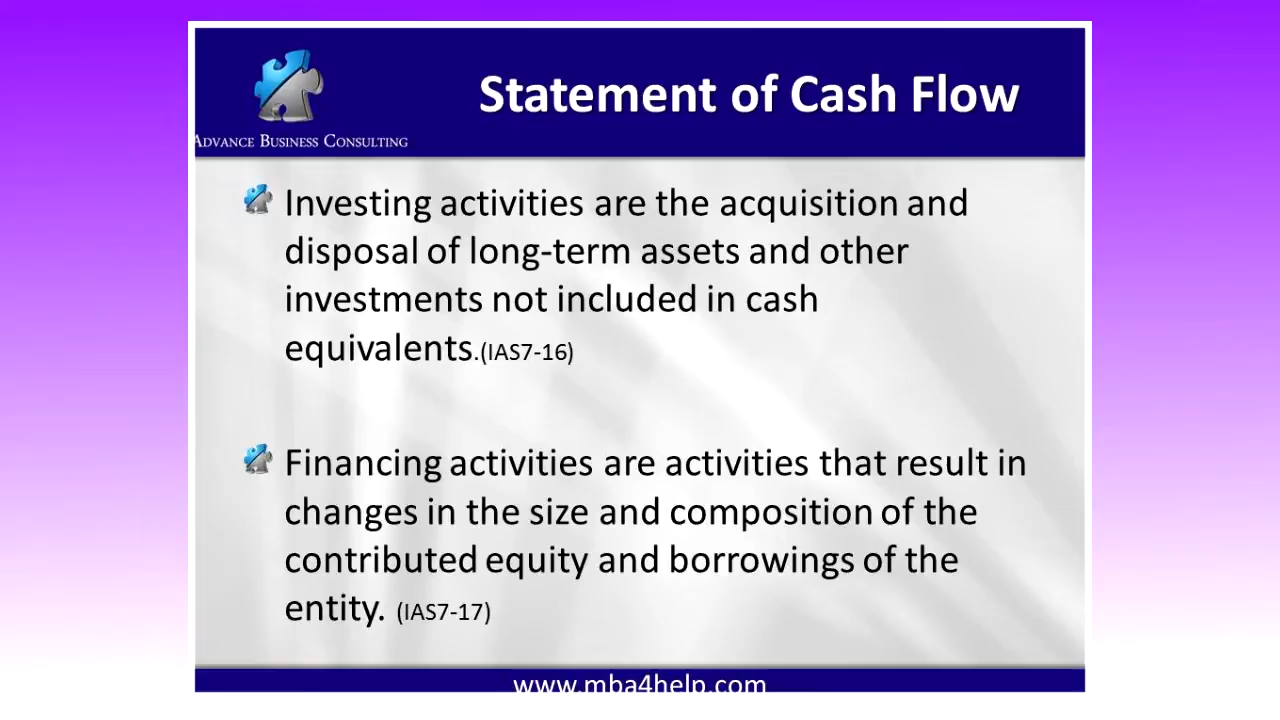 Statement of Cash Flow
ADVANCE BUSINESS CONSULTING
Investing activities are the acquisition and
disposal of long-term assets and other
investments not included in cash
equivalents.(IAS7-16)
Financing activities are activities that result in
changes in the size and composition of the
contributed equity and borrowings of the
entity. (IAS7-17)
www.mba4help.com